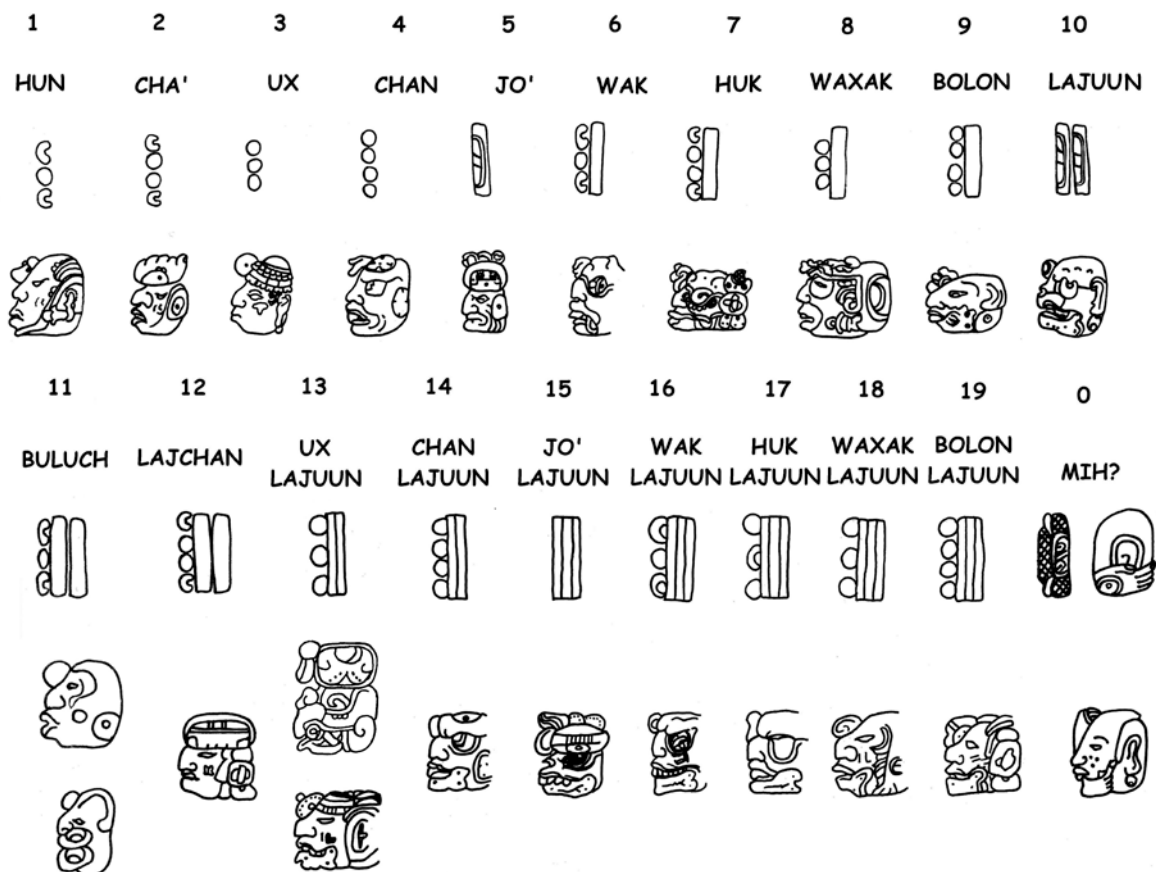 1 2 3 4 5 6 7 8 9 10
HUN CHA' UX CHAN JO' WAK HUK WAXAK BOLON LAJUUN
11 12 13 14 15 16 17 18 19 0
BULUCH LAJCHAN UX LAJUUN CHAN LAJUUN JO' LAJUUN WAK LAJUUN HUK LAJUUN WAXAK LAJUUN BOLON LAJUUN MIH?